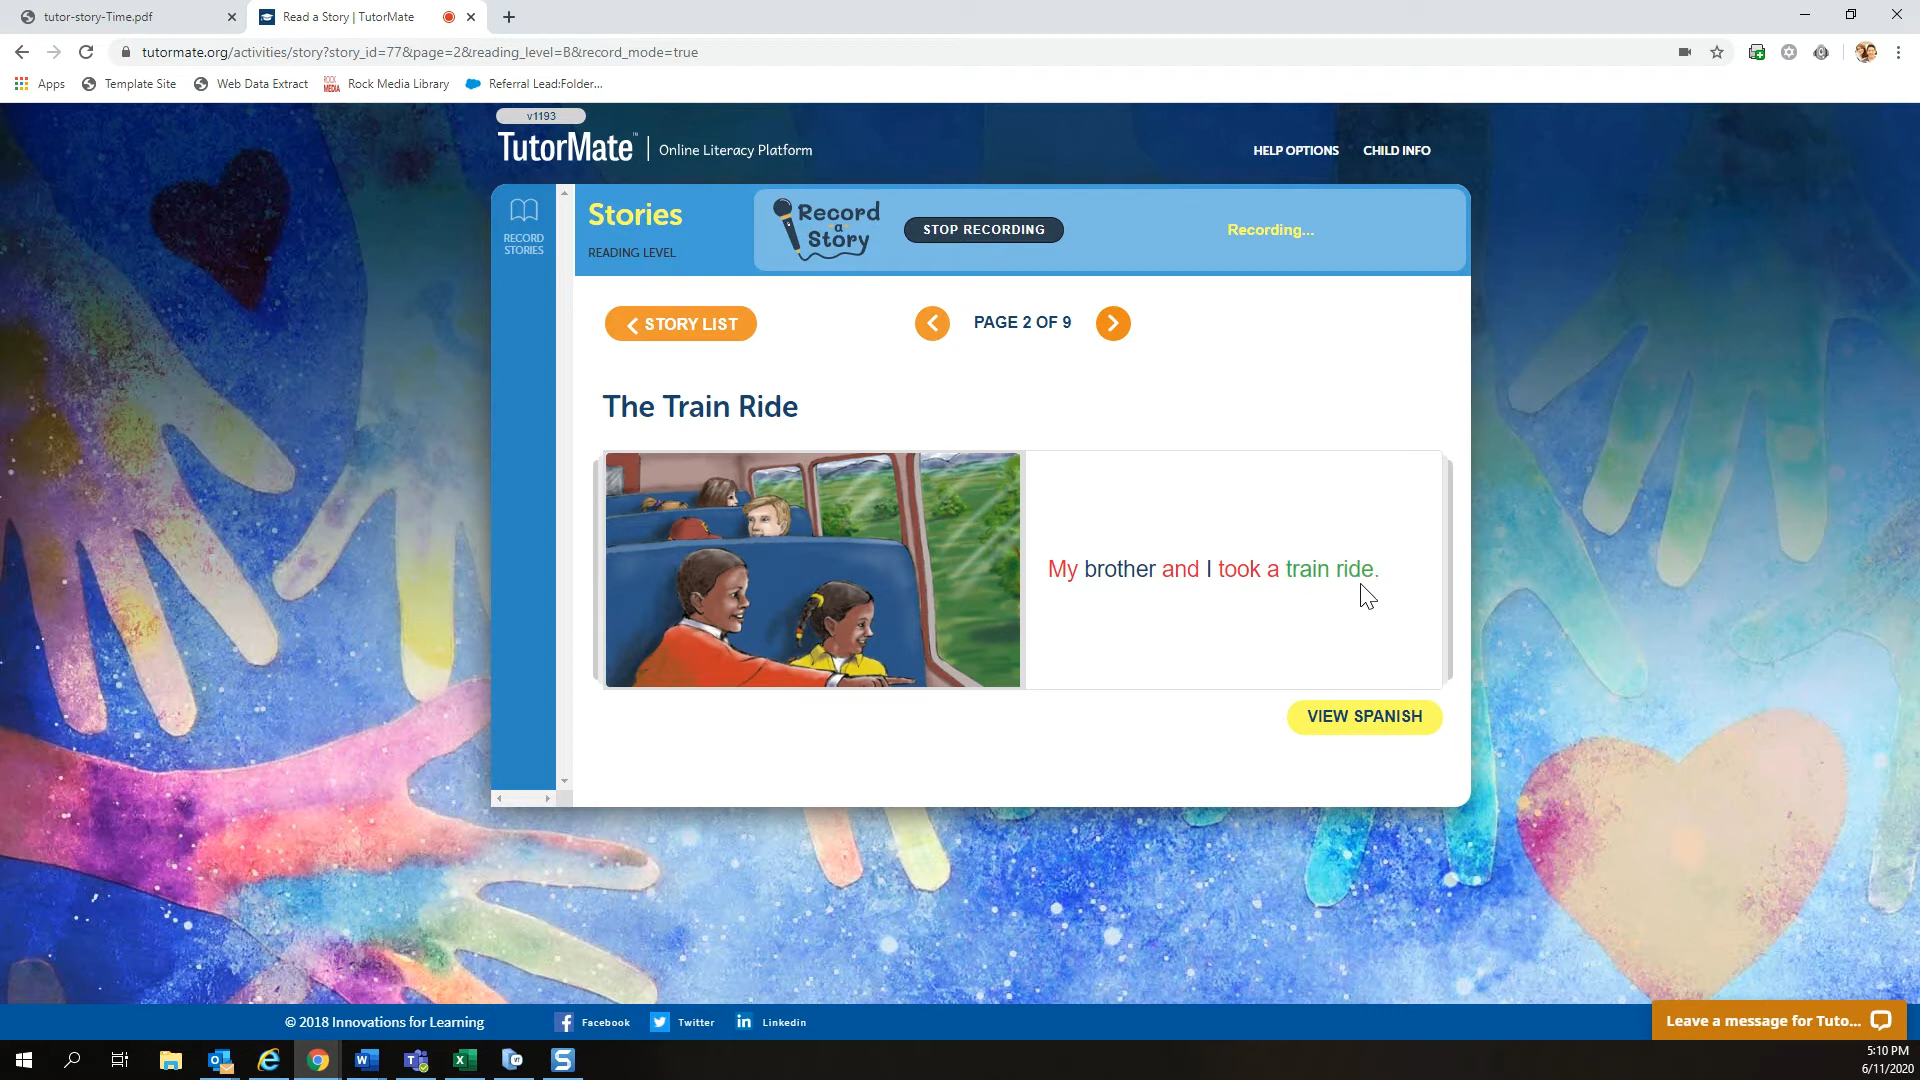 tutor-story-Time.pdf
Read a Story | TutorMate
tutormate.org/activities/story?story_id=77&page=2&reading_level=B&record_mode=true
Apps
Template Site
Web Data Extract
ROCK MEDIA
Rock Media Library
Referral Lead:Folder...
v1193
TutorMate™ | Online Literacy Platform
HELP OPTIONS
CHILD INFO
RECORD
STORIES
Stories
READING LEVEL
Record
a
Story
STOP RECORDING
Recording...
STORY LIST
PAGE 2 OF 9
The Train Ride
My brother and I took a train ride.
VIEW SPANISH
© 2018 Innovations for Learning
Facebook
Twitter
Linkedin
Leave a message for Tuto...
5:10 PM
6/11/2020